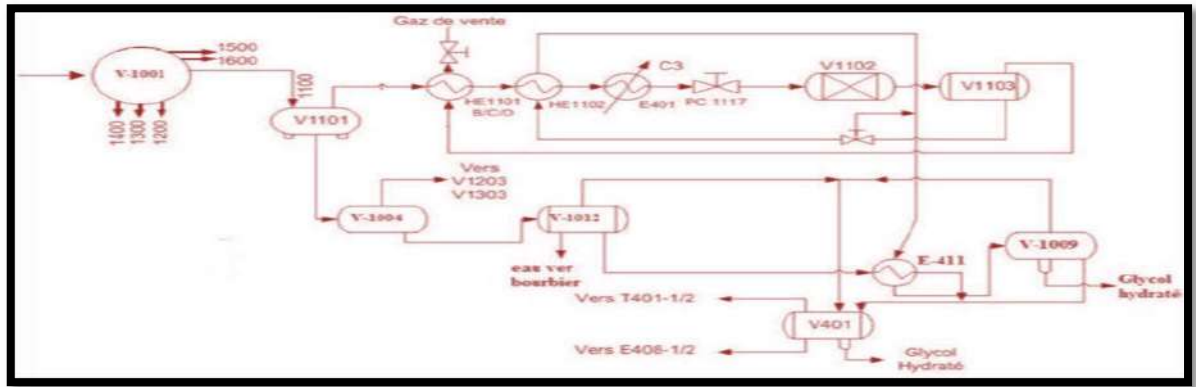 Gaz de vente
V-1001
1500
1600
1100
1400
1300
1200
V1101
HE1101
B/C/D
HE1102
C3
E401
PC 1117
V1102
V1103
Vers
V1203
V1303
V-1004
V-1012
eau ver
bourbier
E-411
V-1009
Glycol
hydraté
Vers T401-1/2
V401
Vers E408-1/2
Glycol
Hydraté